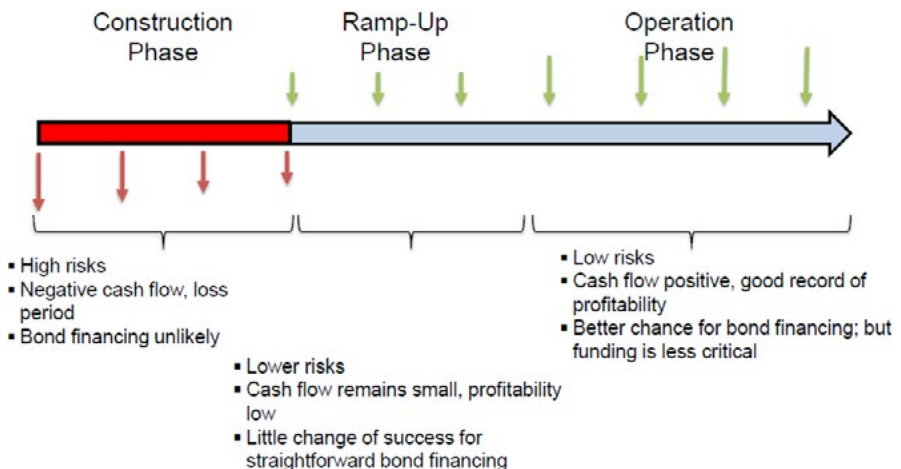 Construction
Phase
Ramp-Up
Phase
Operation
Phase
▪ High risks
▪ Negative cash flow, loss
period
▪ Bond financing unlikely
▪ Lower risks
▪ Cash flow remains small, profitability
low
▪ Little change of success for
straightforward bond financing
▪ Low risks
▪ Cash flow positive, good record of
profitability
▪ Better chance for bond financing; but
funding is less critical